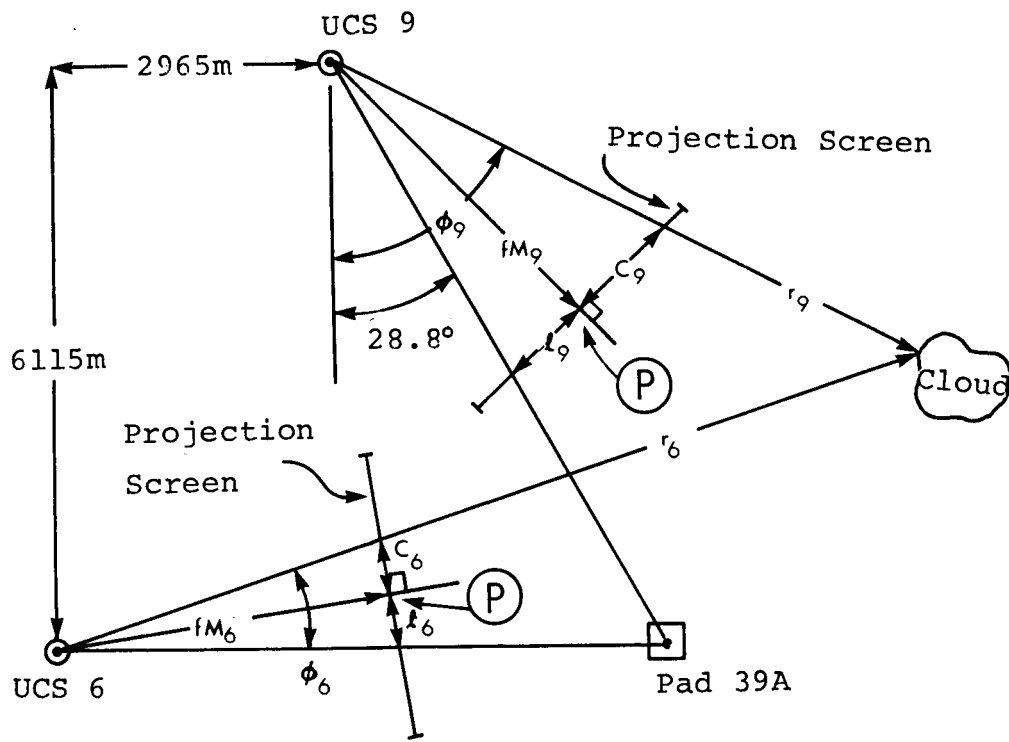 UCS 9
2965m
Projection Screen
ϕ₉
fM₉
C₉
r₉
28.8°
ℓ₉
6115m
P
Cloud
Projection
Screen
r₆
C₆
P
fM₆
ℓ₆
ϕ₆
UCS 6
Pad 39A